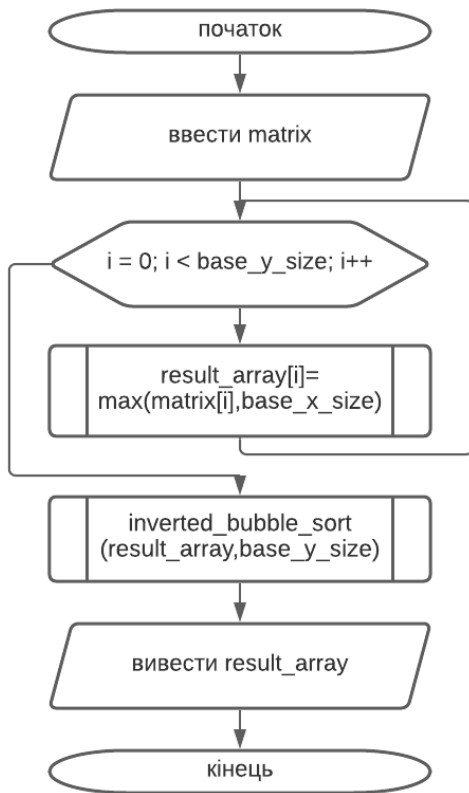 початок
ввести matrix
i = 0; i < base_y_size; i++
result_array[i]=
max(matrix[i],base_x_size)
inverted_bubble_sort
(result_array,base_y_size)
вивести result_array
кінець